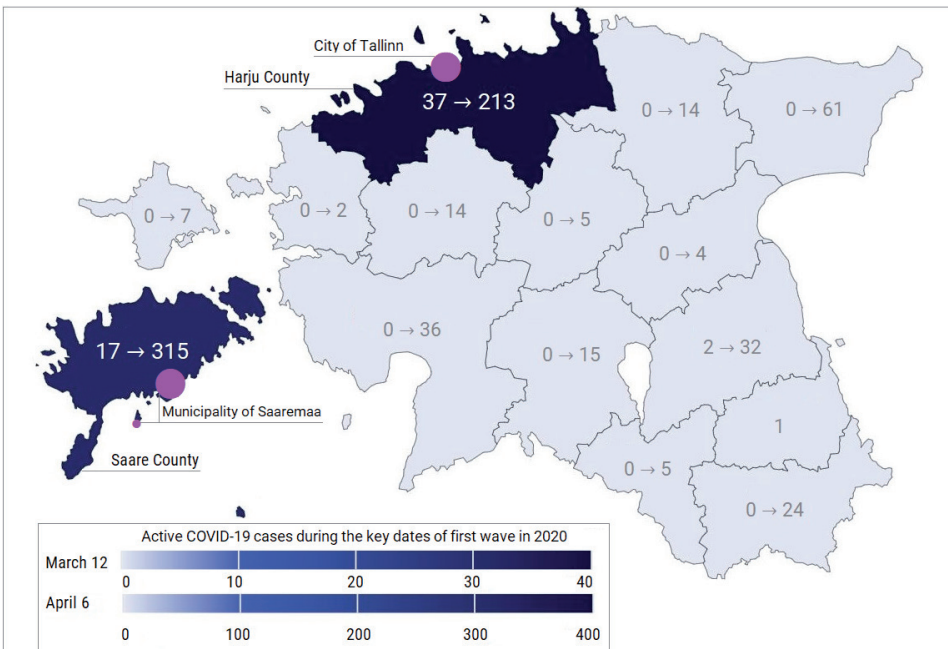 City of Tallinn
Harju County
37 → 213
0 → 14
0 → 61
0 → 7
0 → 2
0 → 14
0 → 5
0 → 4
0 → 36
17 → 315
0 → 15
2 → 32
Municipality of Saaremaa
1
Saare County
0 → 5
0 → 24
Active COVID-19 cases during the key dates of first wave in 2020
March 12
0 10 20 30 40
April 6
0 100 200 300 400